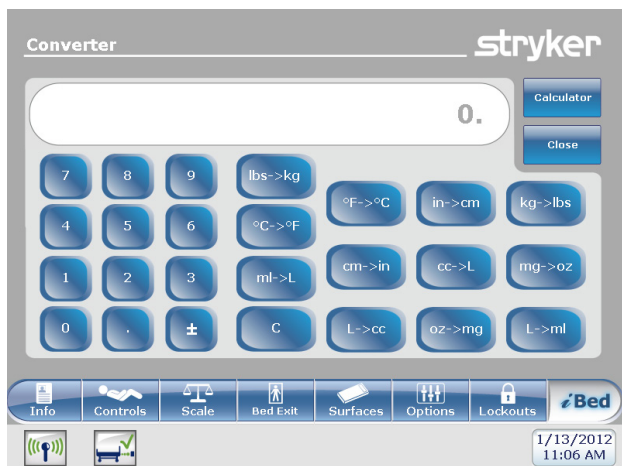 Converter
stryker
0.
Calculator
Close
7 8 9 lbs->kg
°F->°C in->cm kg->lbs
4 5 6 °C->°F
cm->in cc->L mg->oz
1 2 3 ml->L
0 . ± C L->cc oz->mg L->ml
Info Controls Scale Bed Exit Surfaces Options Lockouts iBed
1/13/2012
11:06 AM